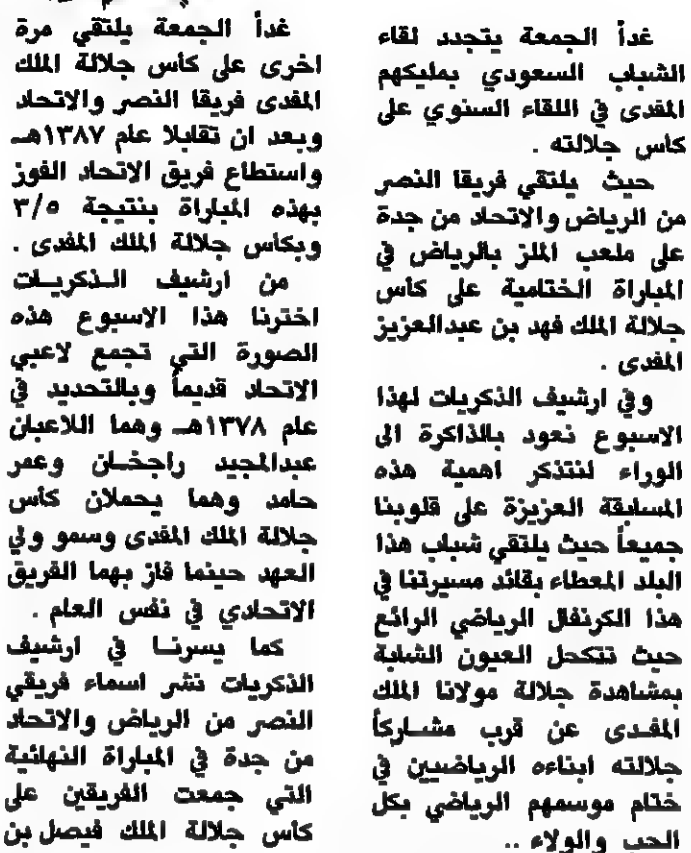 غداً الجمعة يتجدد لقاء
الشباب السعودي بمليكهم
المفدى في اللقاء السنوي على
كاس جلالته .
حيث يلتقي فريقا النصر
من الرياض والاتحاد من جدة
على ملعب الملز بالرياض في
المباراة الختامية على كاس
جلالة الملك فهد بن عبدالعزيز
المفدى .
وفي ارشيف الذكريات لهذا
الاسبوع نعود بالذاكرة الى
الوراء لنتذكر اهمية هذه
المسابقة العزيزة على قلوبنا
جميعاً حيث يلتقي شباب هذا
البلد المعطاء بقائد مسيرتنا في
هذا الكرنفال الرياضي الرائع
حيث تتكحل العيون الشابة
بمشاهدة جلالة مولانا الملك
المفدى عن قرب مشاركاً
جلالته ابناءه الرياضيين في
ختام موسمهم الرياضي بكل
الحب والولاء ..
غداً الجمعة يلتقي مرة
اخرى على كأس جلالة الملك
المفدى فريقا النصر والاتحاد
وبعد ان تقابلا عام ١٣٨٧هـ
واستطاع فريق الاتحاد الفوز
بهذه المباراة بنتيجة ٣/٥
وبكاس جلالة الملك المفدى .
من ارشيف الذكريات
اخترنا هذا الاسبوع هذه
الصورة التي تجمع لاعبي
الاتحاد قديماً وبالتحديد في
عام ١٣٧٨هـ وهما اللاعبان
عبدالمجيد راجخان وعمر
حامد وهما يحملان كأس
جلالة الملك المفدى وسمو ولي
العهد حينما فاز بهما الفريق
الاتحادي في نفس العام .
كما يسرنا في ارشيف
الذكريات نشر اسماء فريقي
النصر من الرياض والاتحاد
من جدة في المباراة النهائية
التي جمعت الفريقين على
كاس جلالة الملك فيصل بن